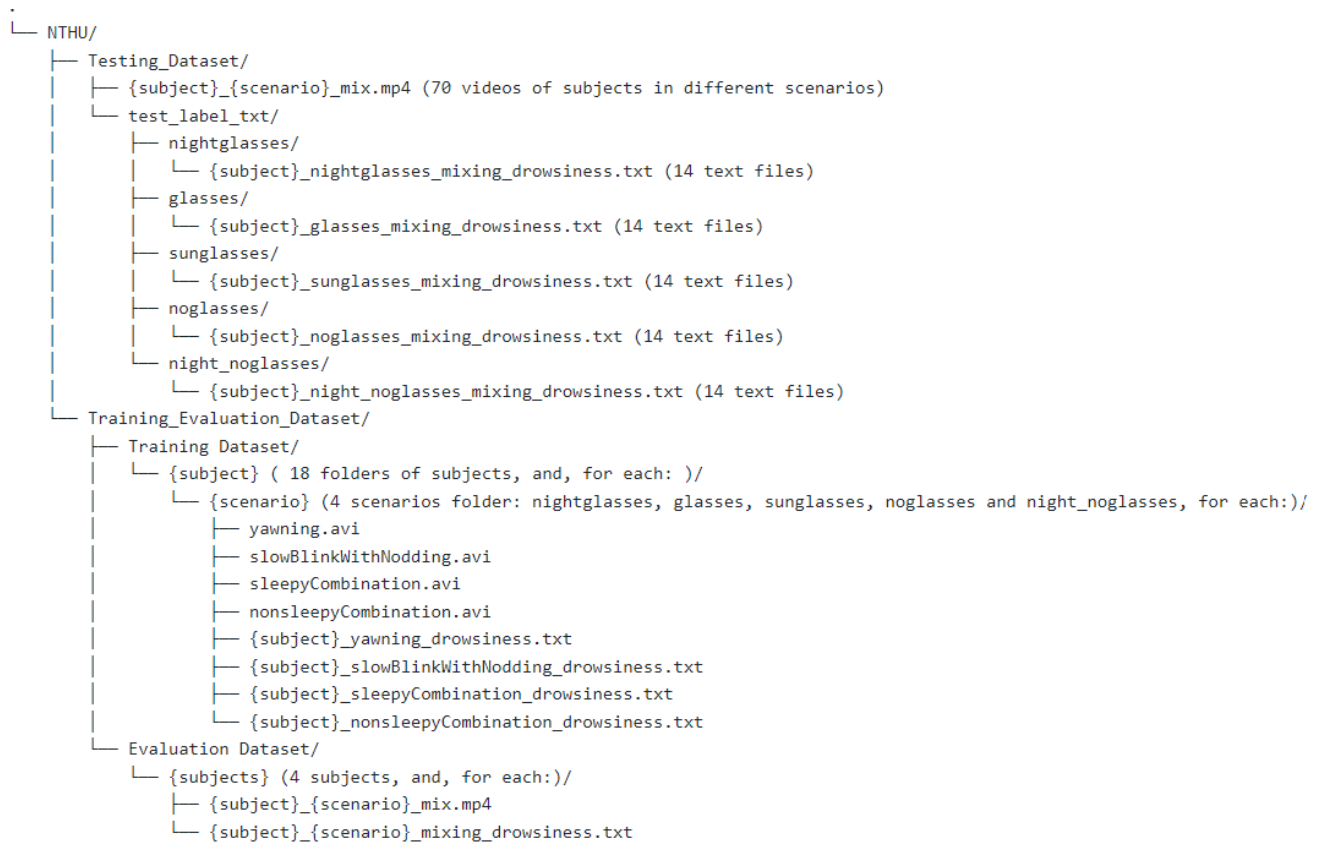 .
└── NTHU/
    ├── Testing_Dataset/
    │   ├── {subject}_{scenario}_mix.mp4 (70 videos of subjects in different scenarios)
    │   └── test_label_txt/
    │       ├── nightglasses/
    │       │   └── {subject}_nightglasses_mixing_drowsiness.txt (14 text files)
    │       ├── glasses/
    │       │   └── {subject}_glasses_mixing_drowsiness.txt (14 text files)
    │       ├── sunglasses/
    │       │   └── {subject}_sunglasses_mixing_drowsiness.txt (14 text files)
    │       ├── noglasses/
    │       │   └── {subject}_noglasses_mixing_drowsiness.txt (14 text files)
    │       └── night_noglasses/
    │           └── {subject}_night_noglasses_mixing_drowsiness.txt (14 text files)
    └── Training_Evaluation_Dataset/
        ├── Training Dataset/
        │   └── {subject} ( 18 folders of subjects, and, for each: )/
        │       └── {scenario} (4 scenarios folder: nightglasses, glasses, sunglasses, noglasses and night_noglasses, for each:)/
        │           ├── yawning.avi
        │           ├── slowBlinkWithNodding.avi
        │           ├── sleepyCombination.avi
        │           ├── nonsleepyCombination.avi
        │           ├── {subject}_yawning_drowsiness.txt
        │           ├── {subject}_slowBlinkWithNodding_drowsiness.txt
        │           ├── {subject}_sleepyCombination_drowsiness.txt
        │           └── {subject}_nonsleepyCombination_drowsiness.txt
        └── Evaluation Dataset/
            └── {subjects} (4 subjects, and, for each:)/
                ├── {subject}_{scenario}_mix.mp4
                └── {subject}_{scenario}_mixing_drowsiness.txt